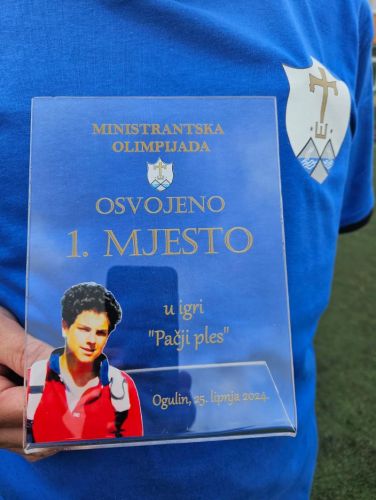 MINISTRANTSKA
OLIMPIJADA
OSVOJENO
1. MJESTO
u igri
"Pačji ples"
Ogulin, 25. lipnja 2024.